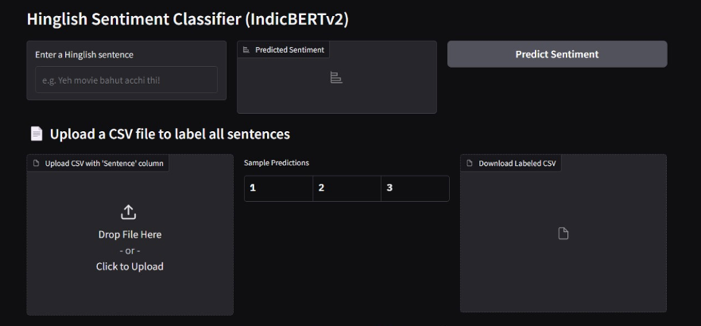 Hinglish Sentiment Classifier (IndicBERTv2)
Enter a Hinglish sentence
e.g. Yeh movie bahut acchi thi!
Predicted Sentiment
Predict Sentiment
Upload a CSV file to label all sentences
Upload CSV with 'Sentence' column
Drop File Here
- or -
Click to Upload
Sample Predictions
1 2 3
Download Labeled CSV